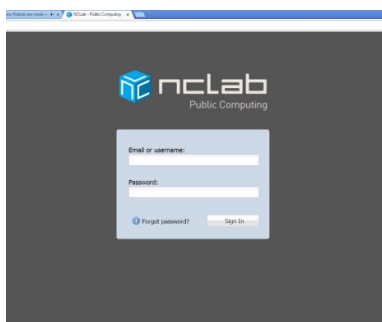 NCLab - Public Computing
nclab
Public Computing
Email or username:
Password:
Forgot password?
Sign In